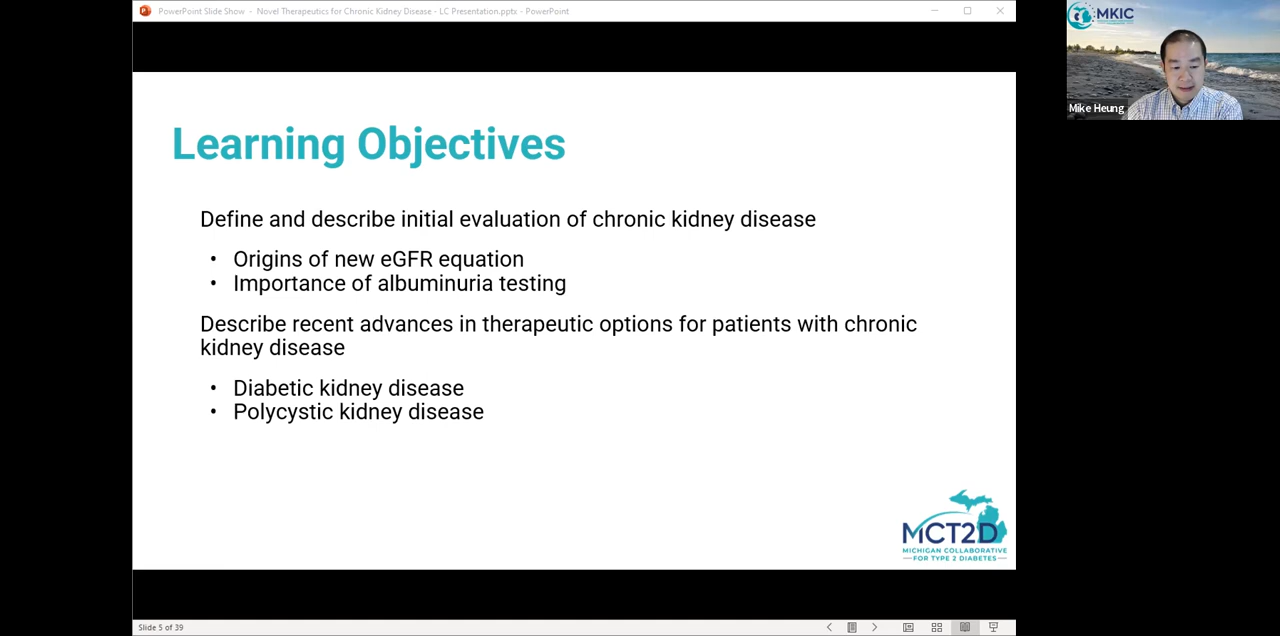 PowerPoint Slide Show - Novel Therapeutics for Chronic Kidney Disease - LC Presentation.pptx - PowerPoint
MKIC
Mike Heung
Learning Objectives
Define and describe initial evaluation of chronic kidney disease
• Origins of new eGFR equation
• Importance of albuminuria testing
Describe recent advances in therapeutic options for patients with chronic
kidney disease
• Diabetic kidney disease
• Polycystic kidney disease
MCT2D
MICHIGAN COLLABORATIVE
FOR TYPE 2 DIABETES
Slide 5 of 39